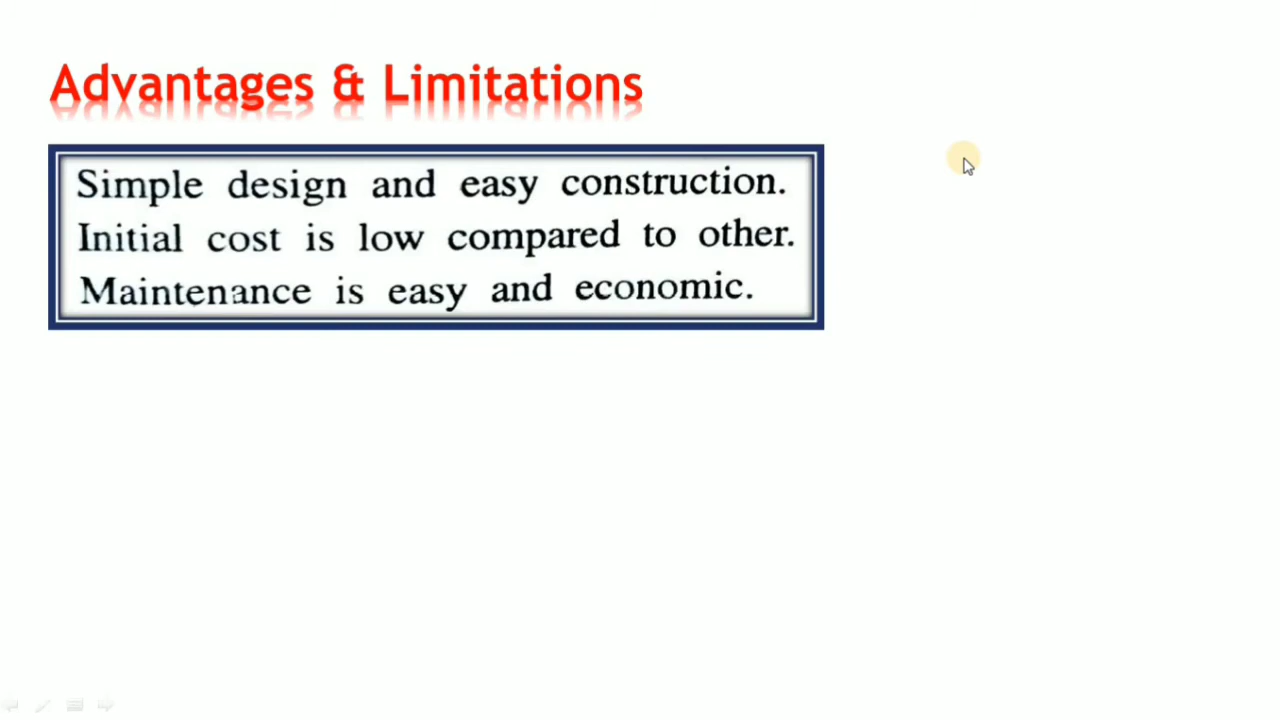 Advantages & Limitations
Simple design and easy construction.
Initial cost is low compared to other.
Maintenance is easy and economic.